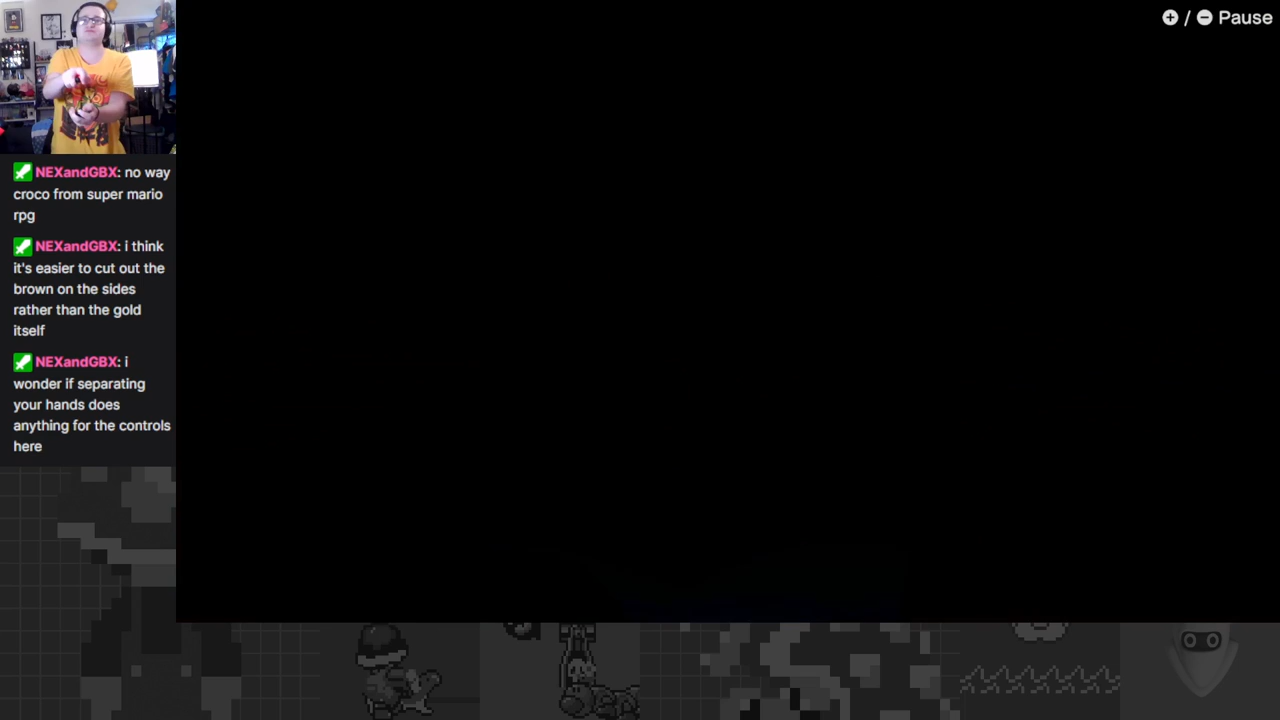 + / - Pause
NEXandGBX: no way
croco from super mario
rpg
NEXandGBX: i think
it's easier to cut out the
brown on the sides
rather than the gold
itself
NEXandGBX: i
wonder if separating
your hands does
anything for the controls
here